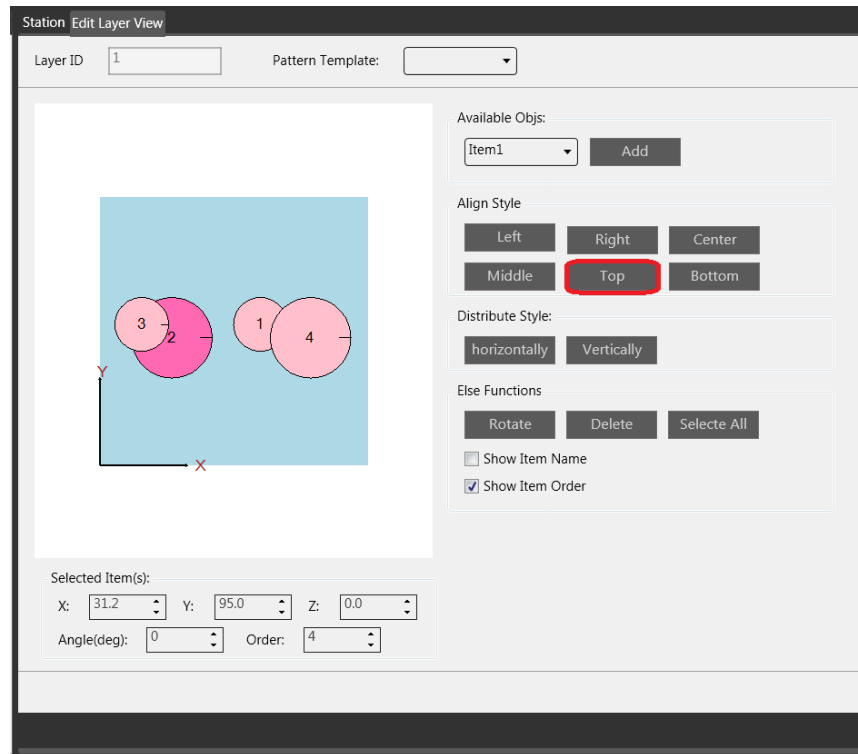 Station Edit Layer View
Layer ID 1 Pattern Template:
Available Objs:
Item1 Add
Align Style
Left Right Center
Middle Top Bottom
3 2 1 4
Distribute Style:
horizontally Vertically
Y
Else Functions
Rotate Delete Selecte All
X
Show Item Name
Show Item Order
Selected Item(s):
X: 31.2 Y: 95.0 Z: 0.0
Angle(deg): 0 Order: 4